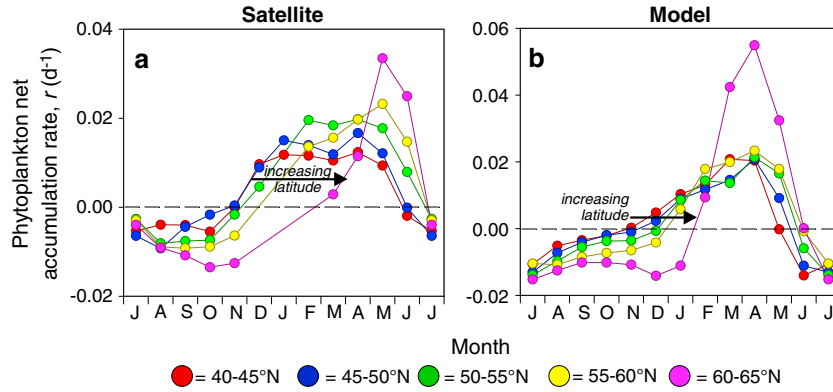 Satellite
Model
Phytoplankton net
accumulation rate, r (d-1)
a
0.04
0.02
0.00
-0.02
increasing
latitude
J A S O N D J F M A M J J
b
0.06
0.04
0.02
0.00
-0.02
increasing
latitude
J A S O N D J F M A M J J
Month
= 40-45°N = 45-50°N = 50-55°N = 55-60°N = 60-65°N